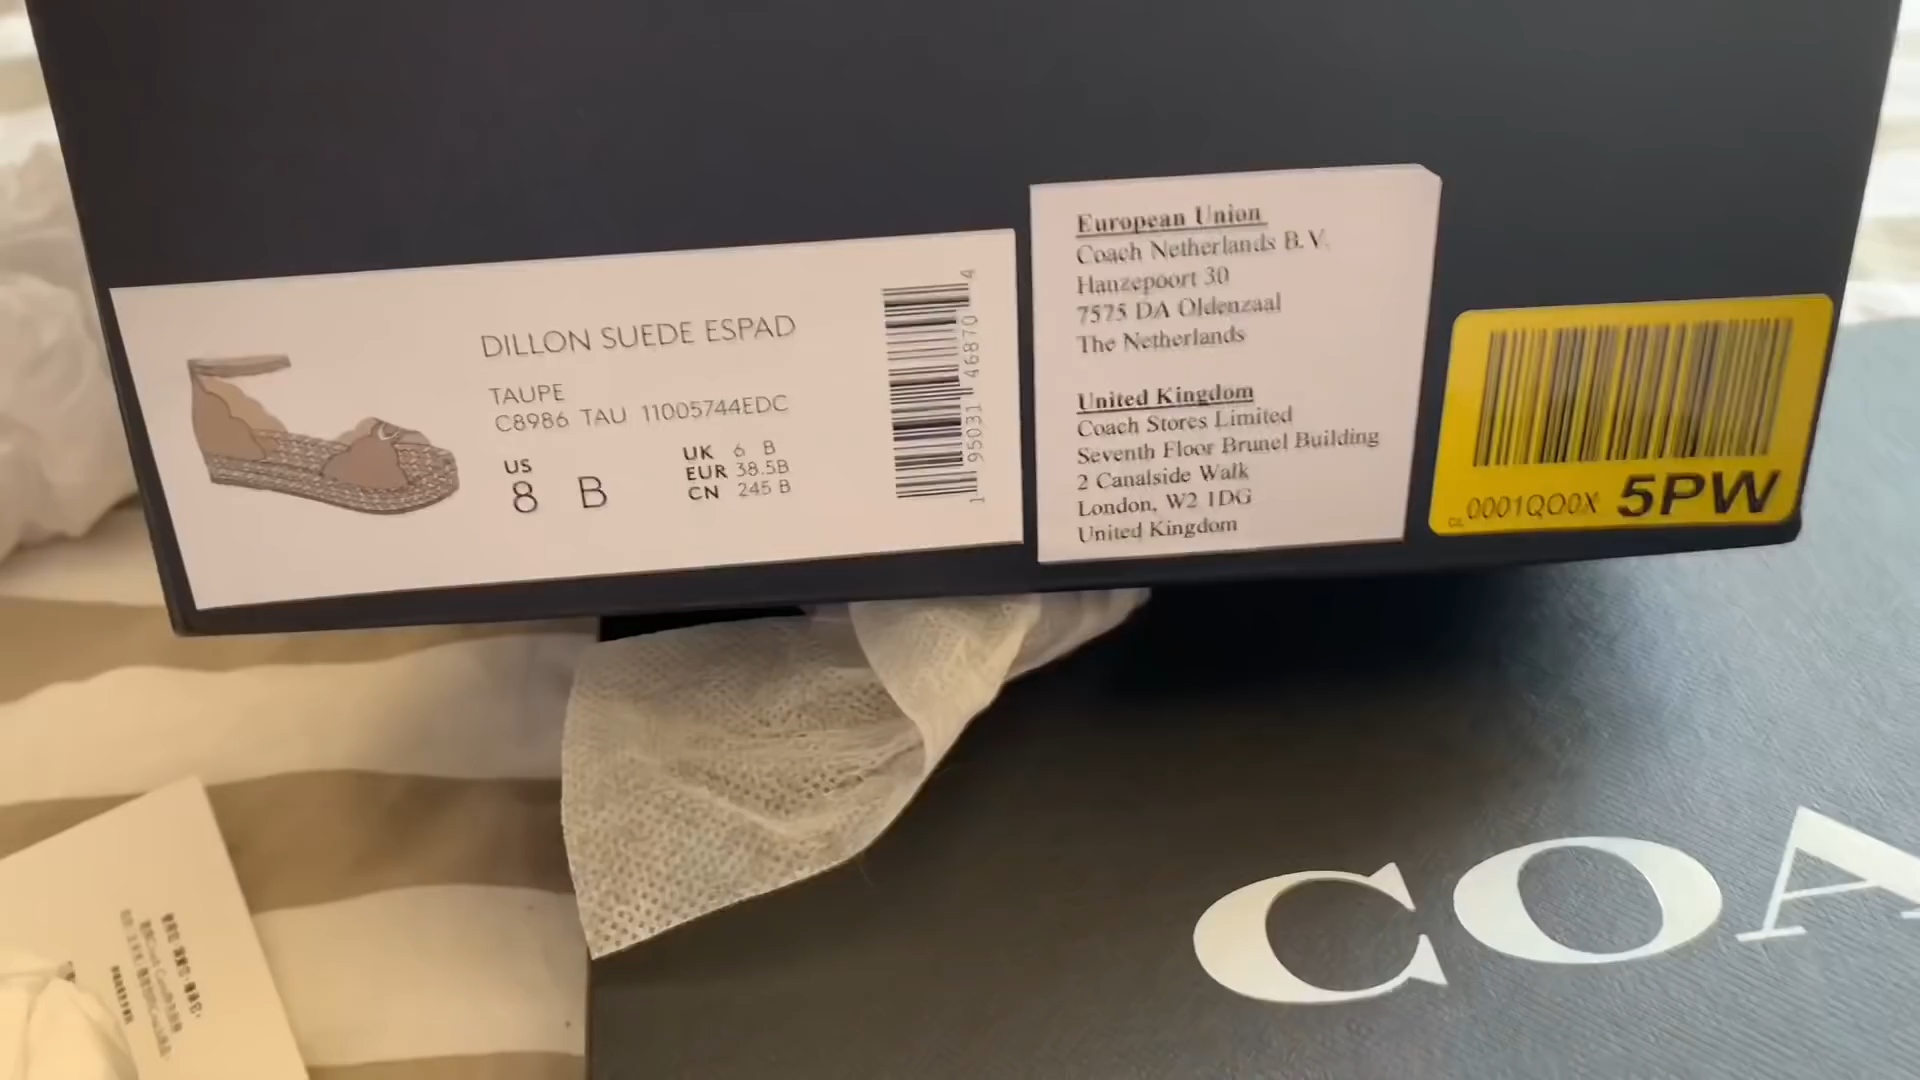 DILLON SUEDE ESPAD
TAUPE
C8986 TAU 11005744EDC
US
8 B
UK 6 B
EUR 38.5B
CN 245 B
1 95031 46870 4
European Union
Coach Netherlands B.V.
Hanzepoort 30
7575 DA Oldenzaal
The Netherlands
United Kingdom
Coach Stores Limited
Seventh Floor Brunel Building
2 Canalside Walk
London, W2 1DG
United Kingdom
0001QO0X 5PW
COA